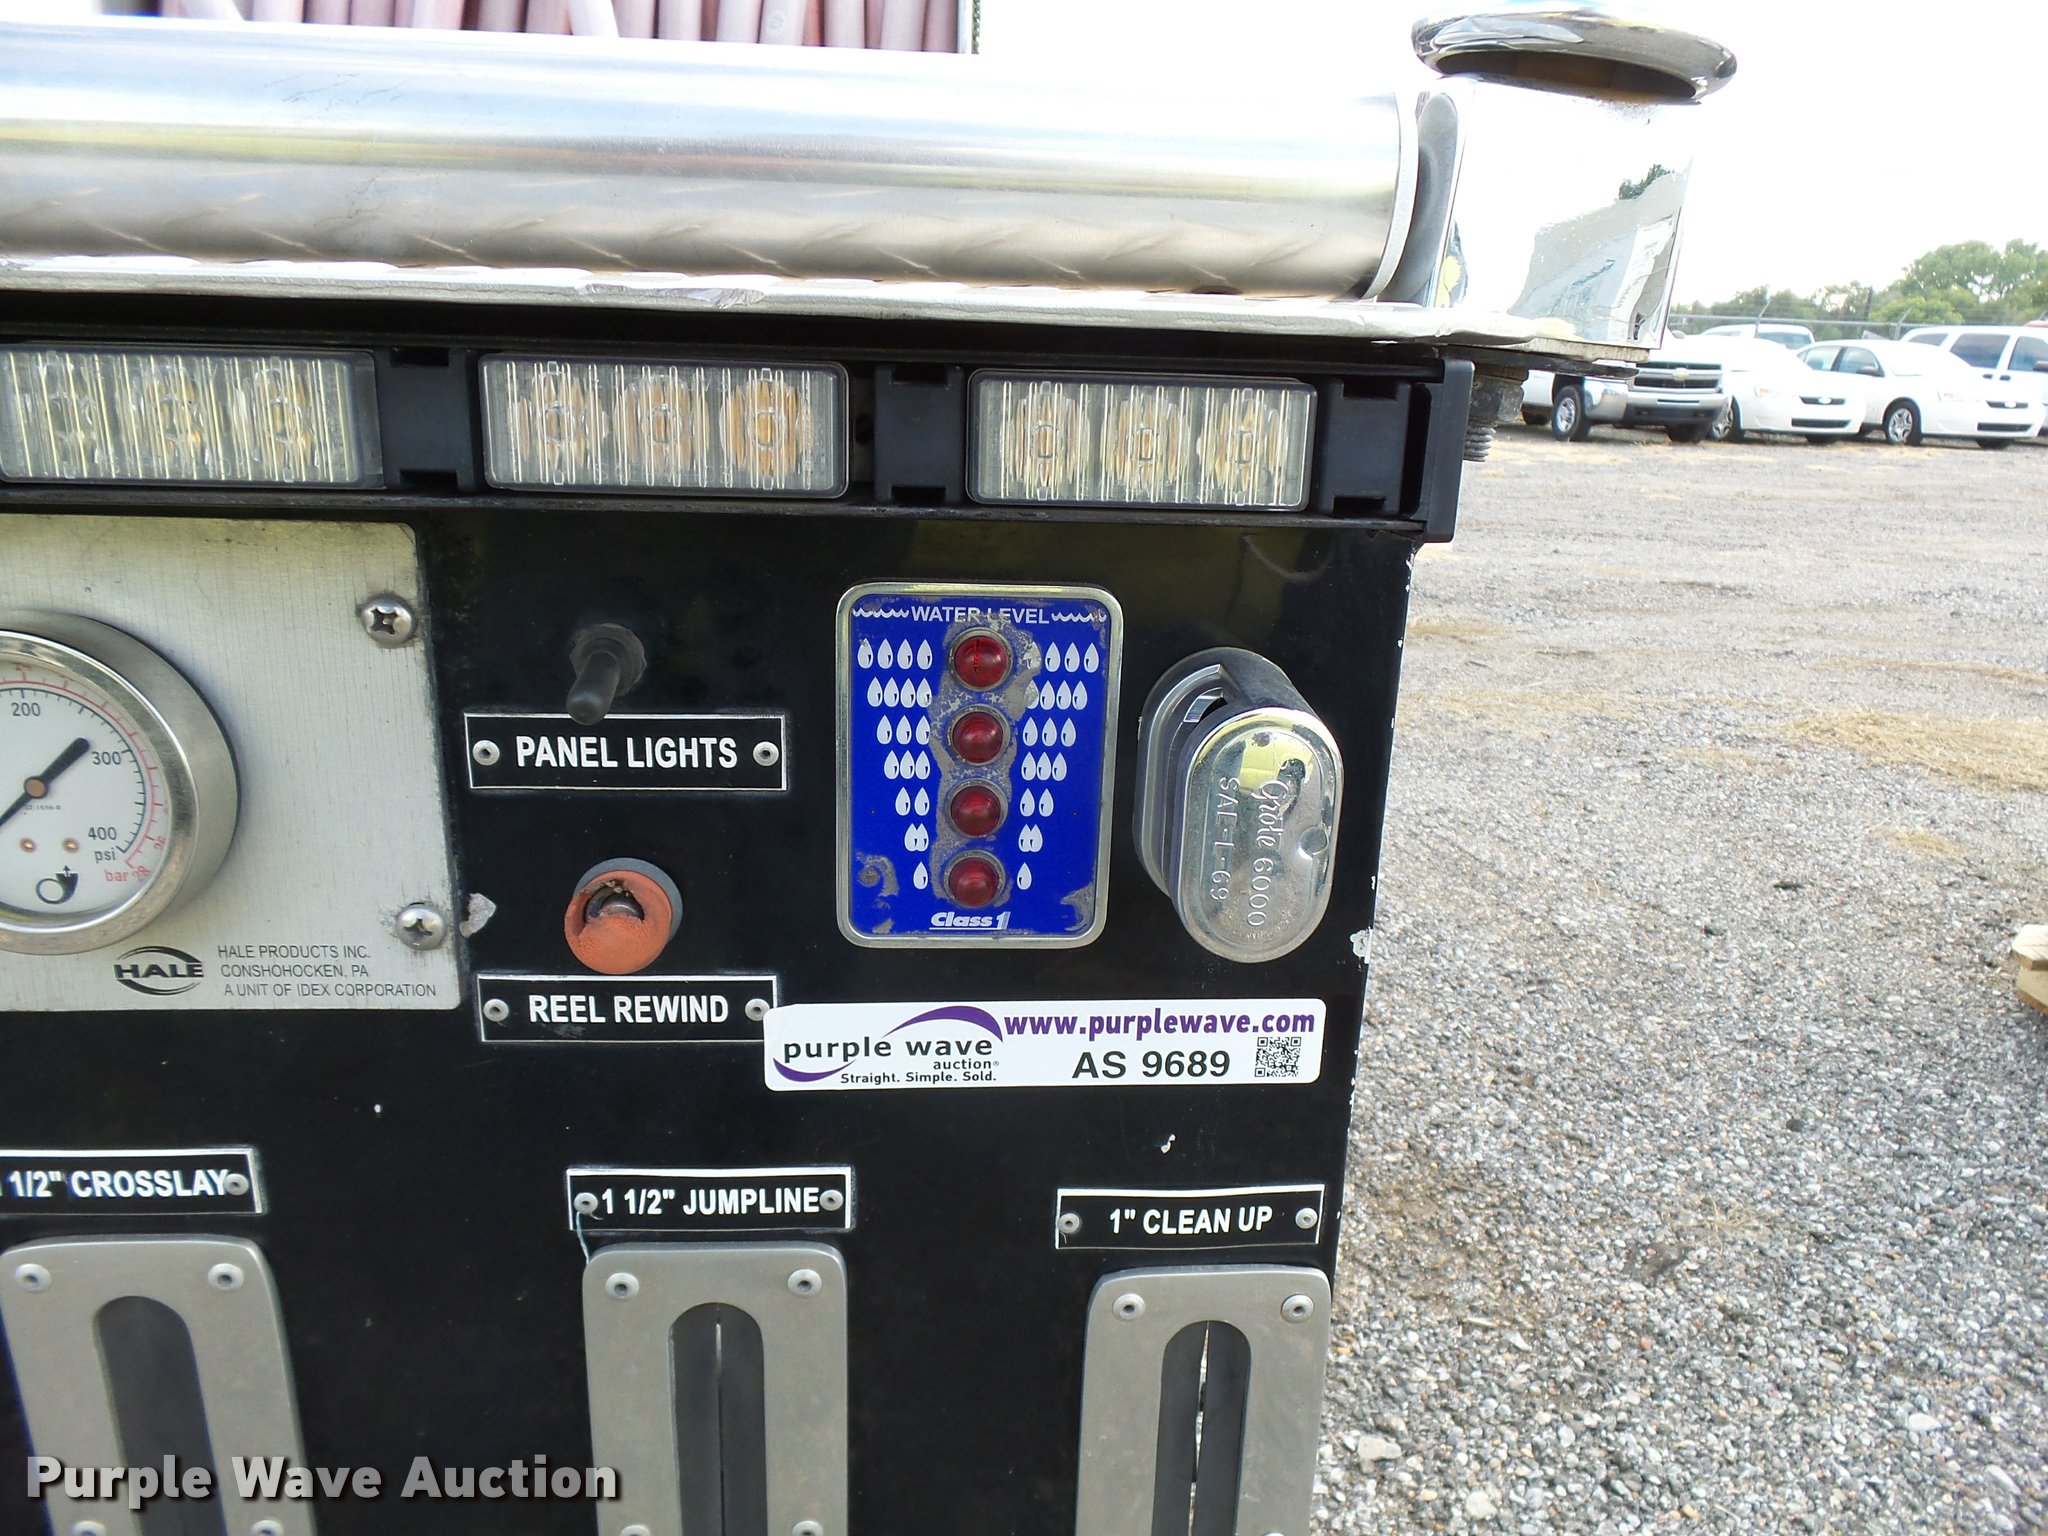 WATER LEVEL
200
300
400
psi
bar
PANEL LIGHTS
Class 1
Grote 6000
SAE-I-69
HALE
HALE PRODUCTS INC.
CONSHOHOCKEN, PA
A UNIT OF IDEX CORPORATION
REEL REWIND
purple wave
auction®
Straight. Simple. Sold.
www.purplewave.com
AS 9689
1/2" CROSSLAY
1 1/2" JUMPLINE
1" CLEAN UP
Purple Wave Auction